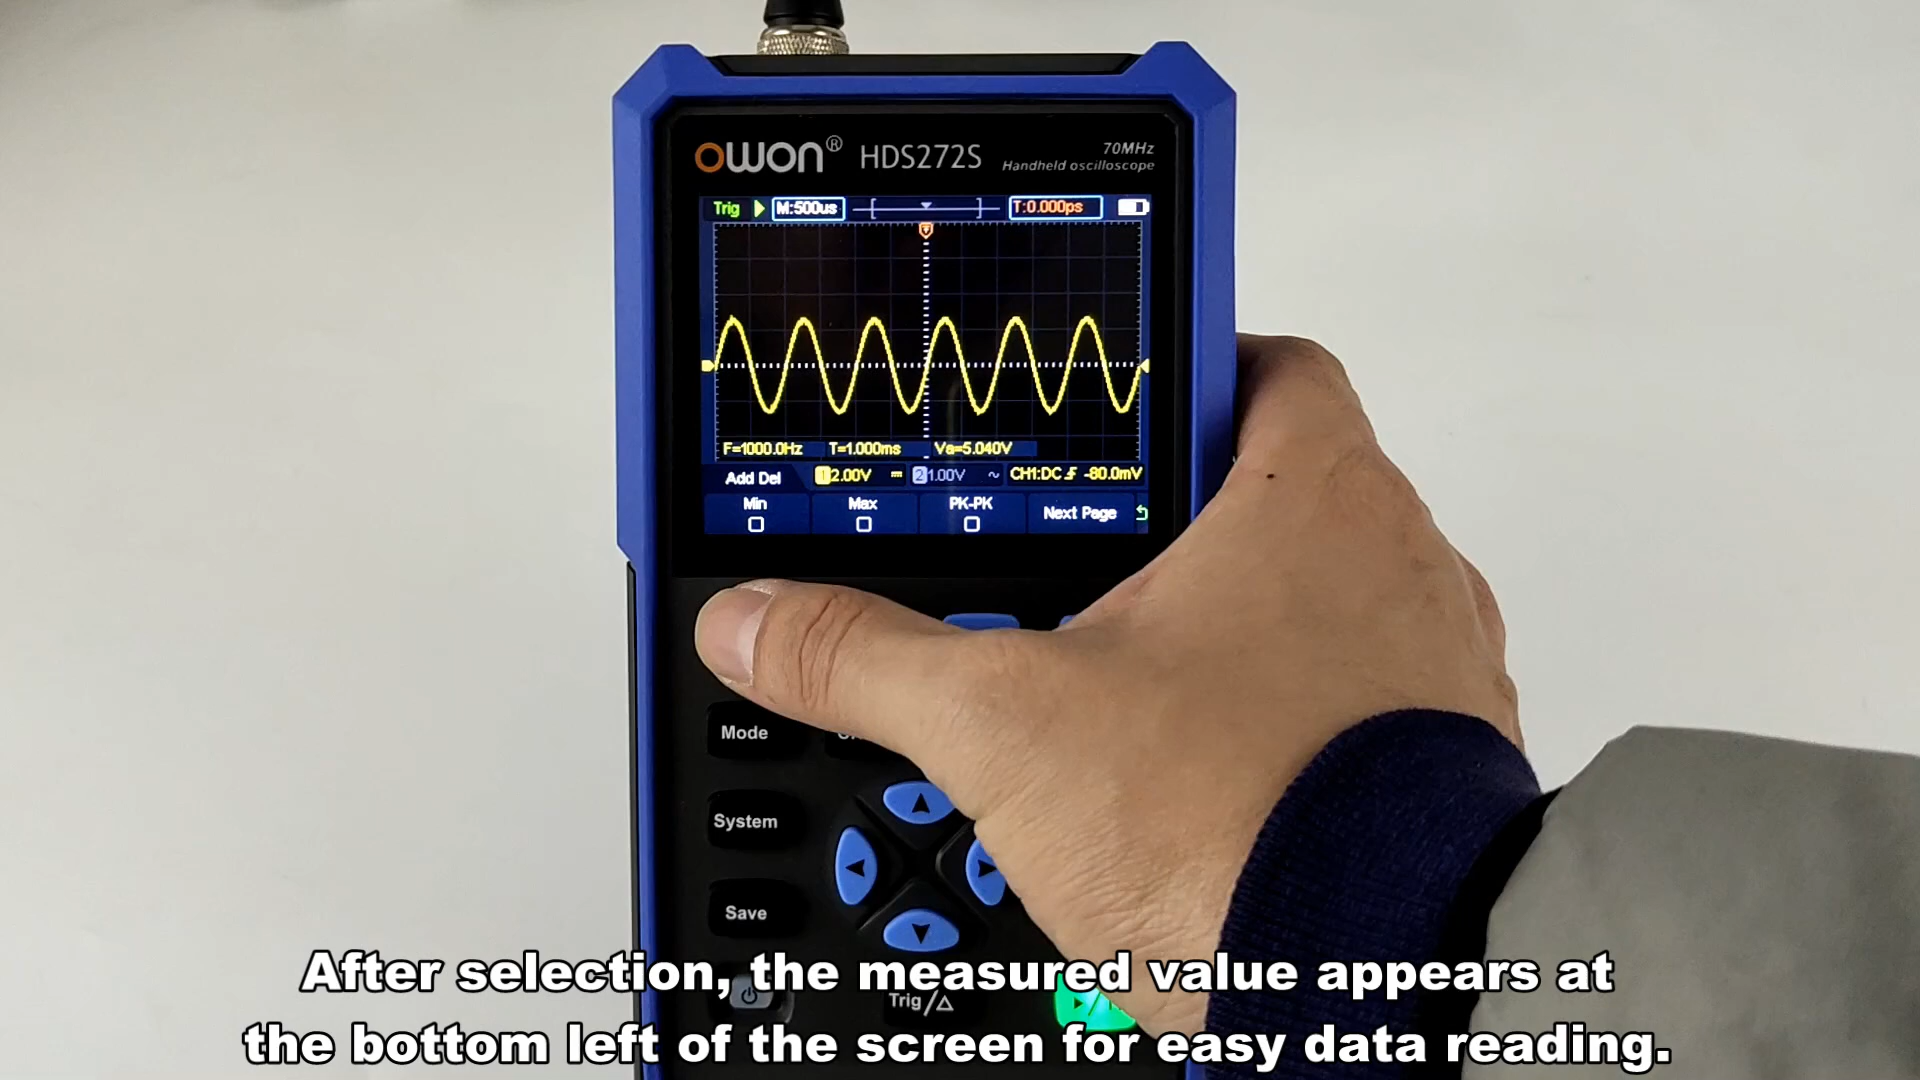 owon® HDS272S
70MHz
Handheld oscilloscope
Trig M:500us T:0.000ps
F=1000.0Hz T=1.000ms Va=5.040V
Add Del 1 2.00V 2 1.00V ~ CH1:DC -80.0mV
Min Max PK-PK Next Page
Mode
System
Save
Trig/△
After selection, the measured value appears at
the bottom left of the screen for easy data reading.